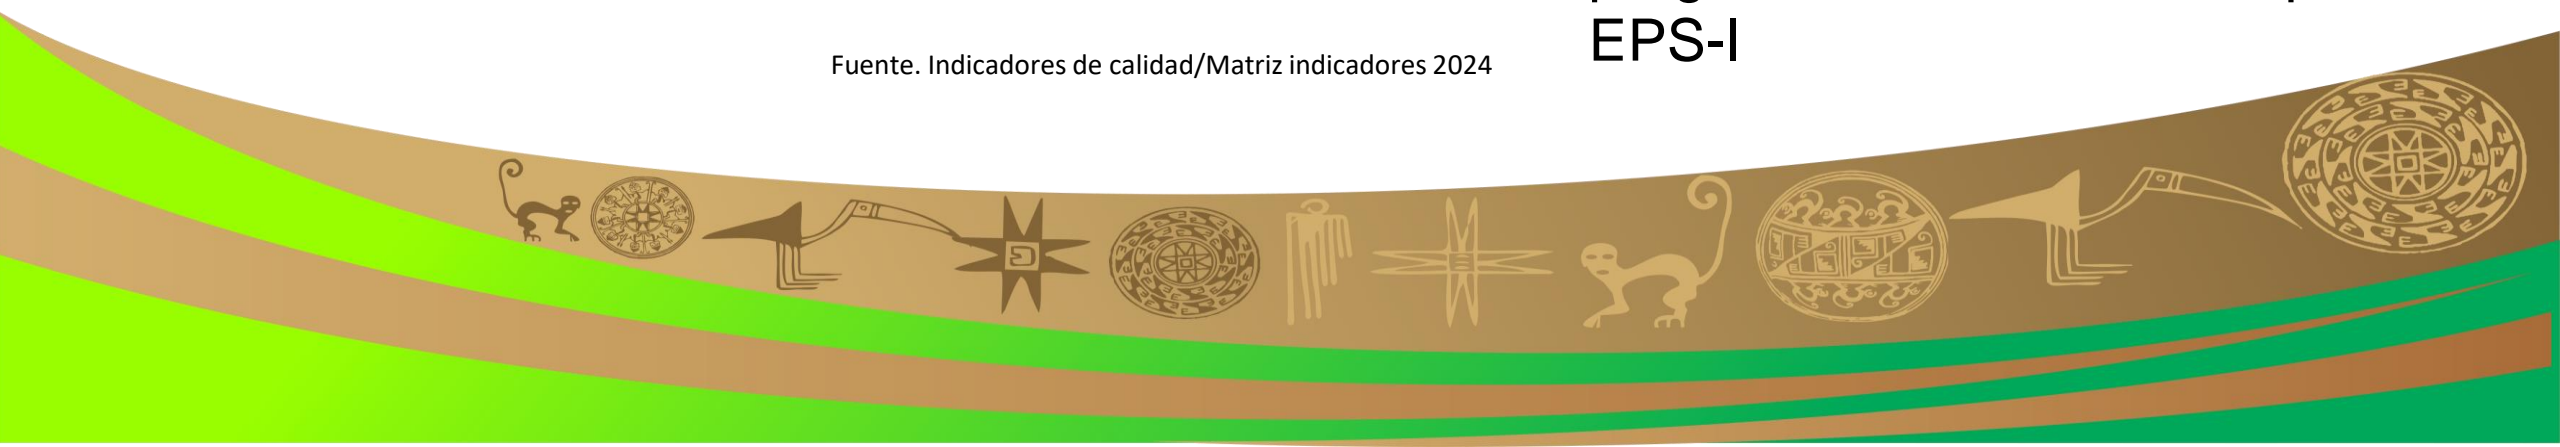 EPS-I
Fuente. Indicadores de calidad/Matriz indicadores 2024